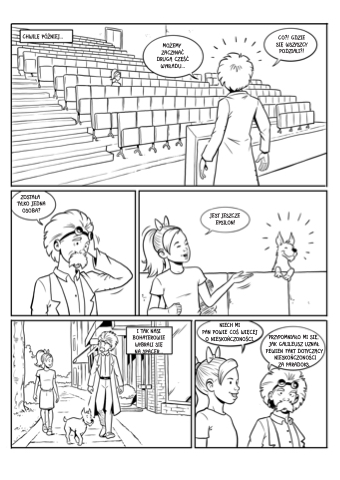 CHWILE PÓŹNIEJ...
MOŻEMY
ZACZYNAĆ
DRUGĄ CZĘŚĆ
WYKŁADU...
CO?! GDZIE
SIĘ WSZYSCY
PODZIALI?!
ZOSTAŁA
TYLKO JEDNA
OSOBA?
JEST JESZCZE
EPSILON!
I TAK NASI
BOHATEROWIE
WYBRALI SIĘ
NA SPACER...
NIECH MI
PAN POWIE COŚ WIĘCEJ
O NIESKOŃCZONOŚCI.
PRZYPOMNIAŁO MI SIĘ,
JAK GALILEUSZ UZNAŁ
PEWIEN FAKT DOTYCZĄCY
NIESKOŃCZONOŚCI
ZA PARADOKS.